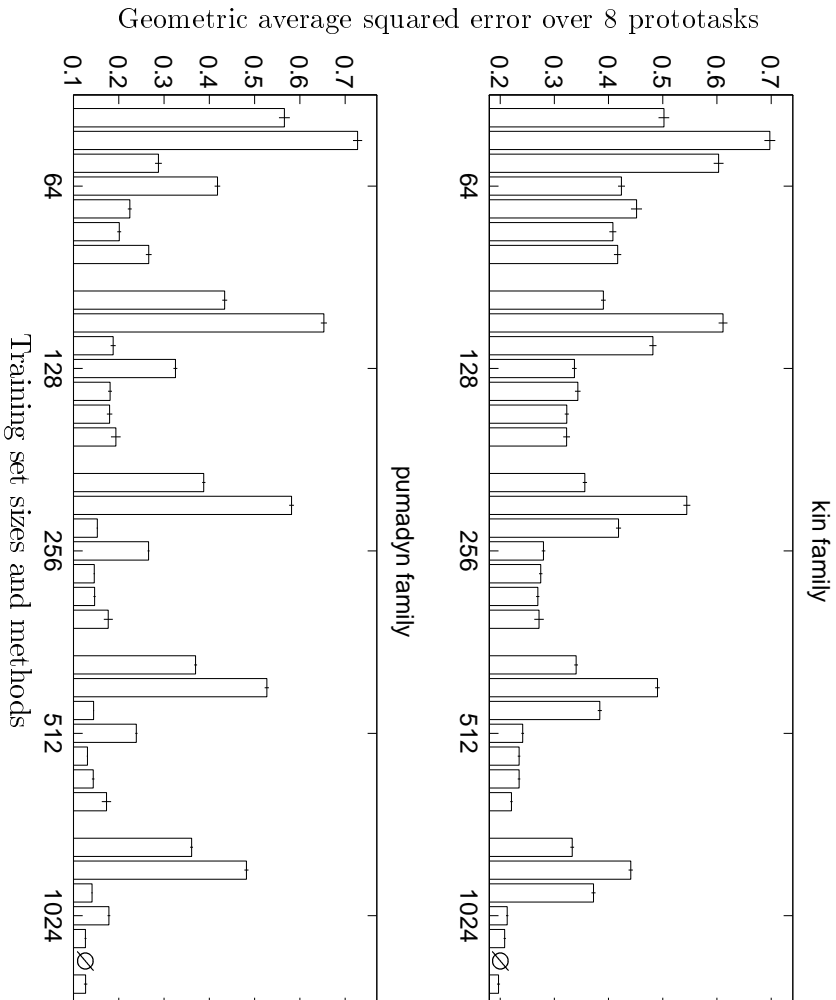 Geometric average squared error over 8 prototasks
kin family
0.2 0.3 0.4 0.5 0.6 0.7
64 128 256 512 1024
pumadyn family
0.1 0.2 0.3 0.4 0.5 0.6 0.7
64 128 256 512 1024
∅ ∅
Training set sizes and methods